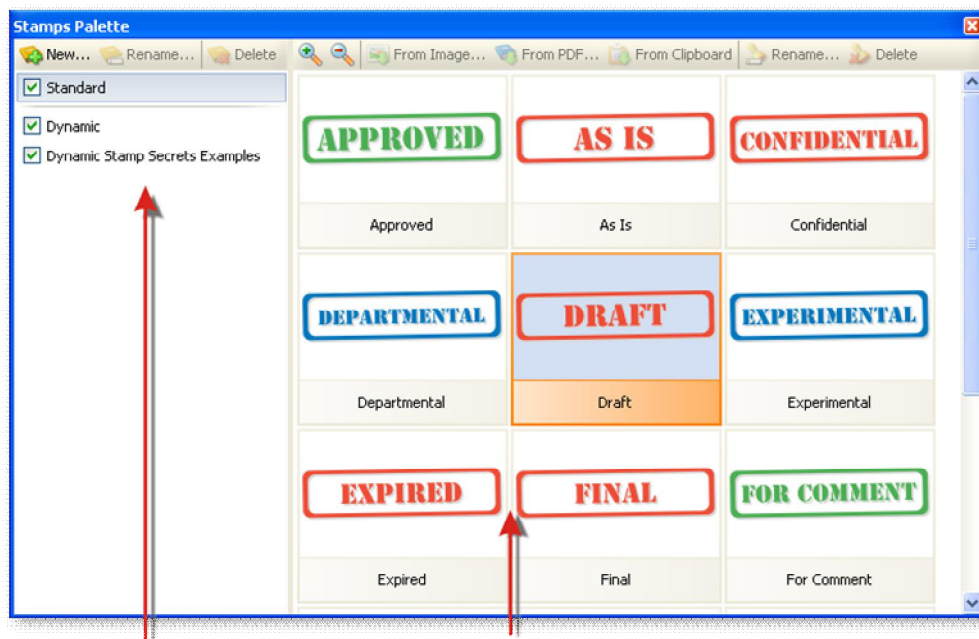 Stamps Palette
New... Rename... Delete From Image... From PDF... From Clipboard Rename... Delete
Standard
Dynamic
Dynamic Stamp Secrets Examples
APPROVED AS IS CONFIDENTIAL
Approved As Is Confidential
DEPARTMENTAL DRAFT EXPERIMENTAL
Departmental Draft Experimental
EXPIRED FINAL FOR COMMENT
Expired Final For Comment